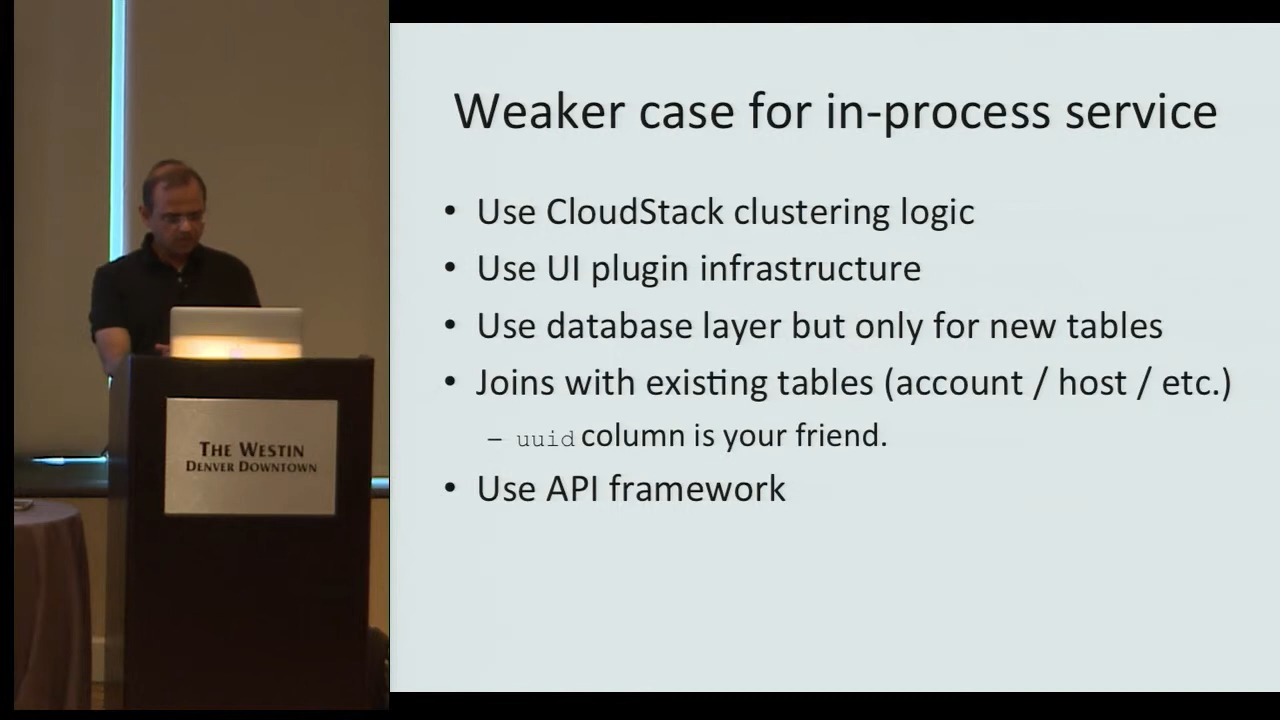 Weaker case for in-process service
• Use CloudStack clustering logic
• Use UI plugin infrastructure
• Use database layer but only for new tables
• Joins with existing tables (account / host / etc.)
– uuid column is your friend.
• Use API framework
THE WESTIN
DENVER DOWNTOWN